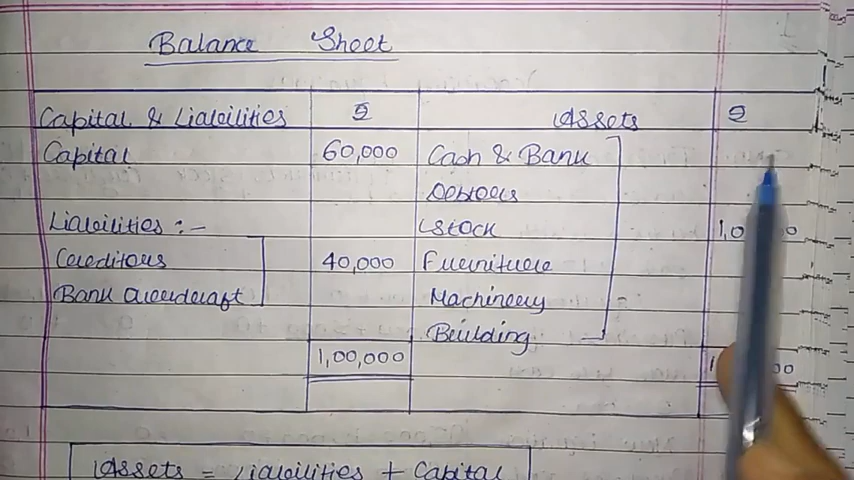 Balance Sheet
Capital & Liabilities ₹ Assets ₹
Capital 60,000 Cash & Bank
Debtors
Liabilities :- Stock
Creditors 40,000 Furniture
Bank overdraft Machinery
Building
1,00,000
Assets = Liabilities + Capital